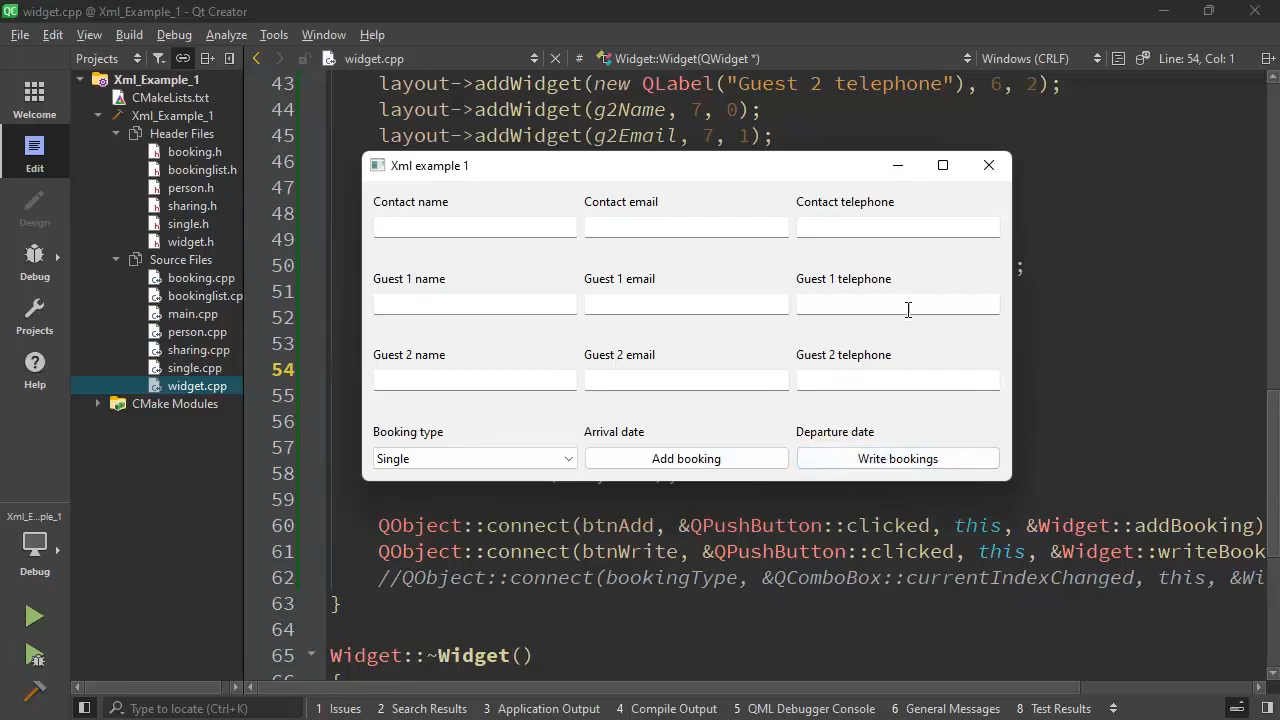 widget.cpp @ Xml_Example_1 - Qt Creator
File Edit View Build Debug Analyze Tools Window Help
Projects widget.cpp # Widget::Widget(QWidget *) Windows (CRLF) Line: 54, Col: 1
Welcome
Edit
Design
Debug
Projects
Help
Xml_E...ple_1
Debug
Xml_Example_1
CMakeLists.txt
Xml_Example_1
Header Files
booking.h
bookinglist.h
person.h
sharing.h
single.h
widget.h
Source Files
booking.cpp
bookinglist.cp
main.cpp
person.cpp
sharing.cpp
single.cpp
widget.cpp
CMake Modules
43 layout->addWidget(new QLabel("Guest 2 telephone"), 6, 2);
44 layout->addWidget(g2Name, 7, 0);
45 layout->addWidget(g2Email, 7, 1);
46
47
48
49
50 ;
51
52
53
54
55
56
57
58
59
60 QObject::connect(btnAdd, &QPushButton::clicked, this, &Widget::addBooking)
61 QObject::connect(btnWrite, &QPushButton::clicked, this, &Widget::writeBook
62 //QObject::connect(bookingType, &QComboBox::currentIndexChanged, this, &Wi
63 }
64
65 Widget::~Widget()
Xml example 1
Contact name Contact email Contact telephone
Guest 1 name Guest 1 email Guest 1 telephone
Guest 2 name Guest 2 email Guest 2 telephone
Booking type Arrival date Departure date
Single Add booking Write bookings
Type to locate (Ctrl+K) 1 Issues 2 Search Results 3 Application Output 4 Compile Output 5 QML Debugger Console 6 General Messages 8 Test Results